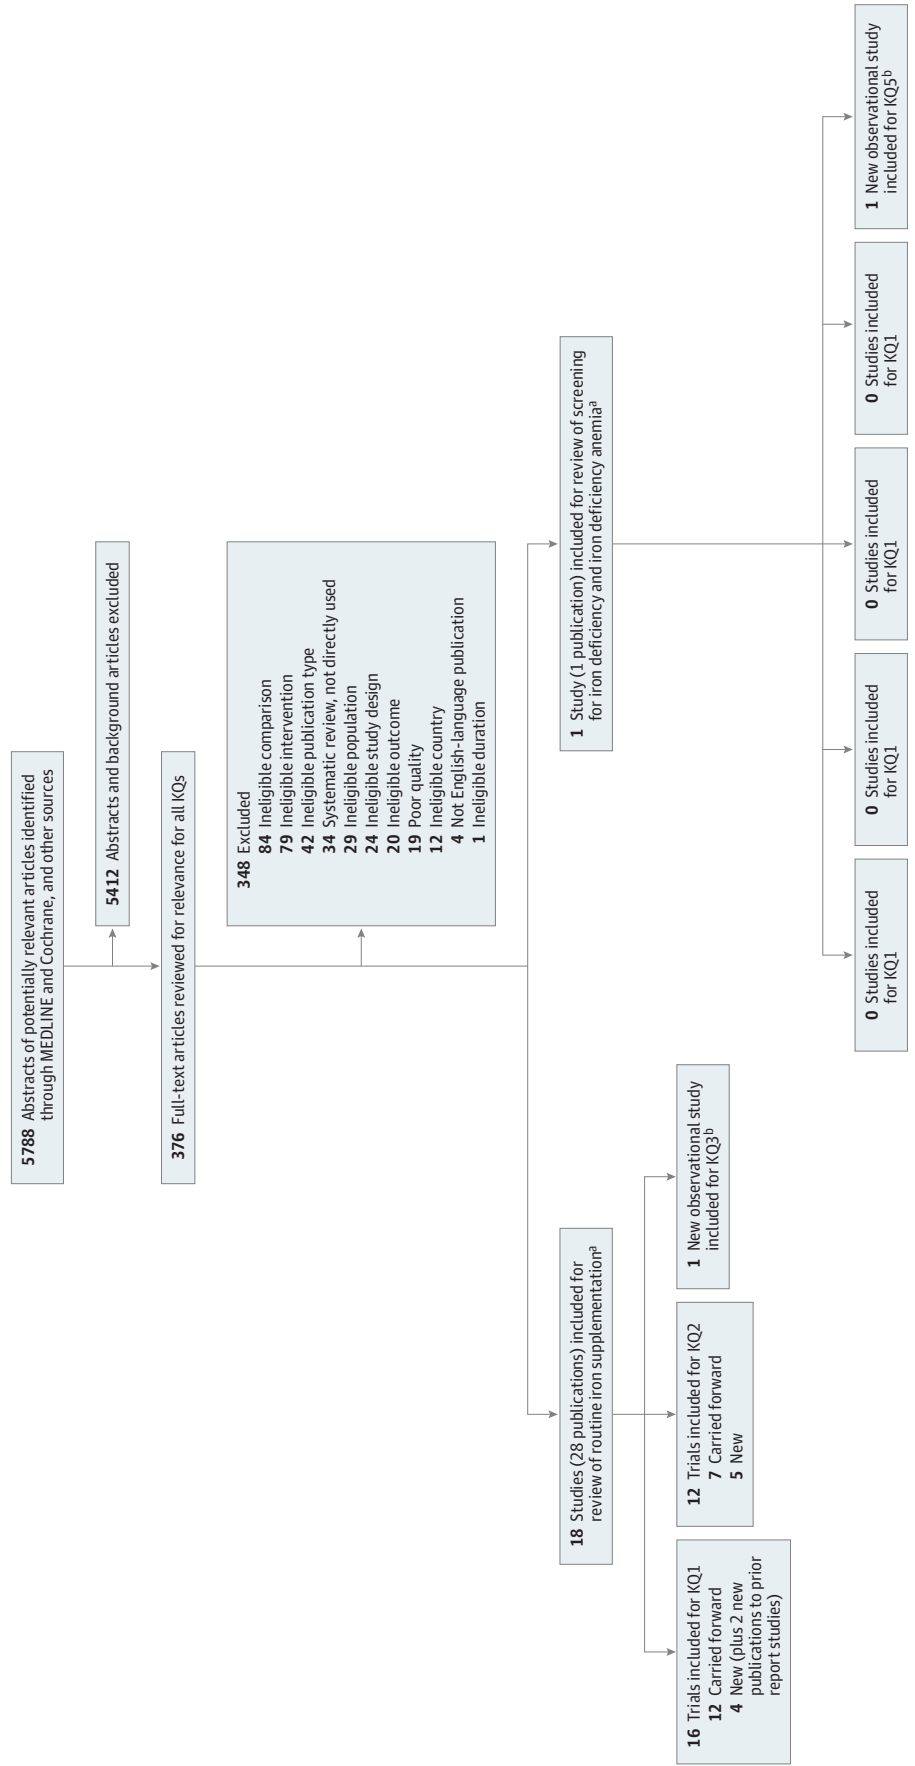 5788 Abstracts of potentially relevant articles identified
through MEDLINE and Cochrane, and other sources
5412 Abstracts and background articles excluded
376 Full-text articles reviewed for relevance for all KQs
348 Excluded
84 Ineligible comparison
79 Ineligible intervention
42 Ineligible publication type
34 Systematic review, not directly used
29 Ineligible population
24 Ineligible study design
20 Ineligible outcome
19 Poor quality
12 Ineligible country
4 Not English-language publication
1 Ineligible duration
18 Studies (28 publications) included for
review of routine iron supplementationa
1 Study (1 publication) included for review of screening
for iron deficiency and iron deficiency anemiaa
16 Trials included for KQ1
12 Carried forward
4 New (plus 2 new
publications to prior
report studies)
12 Trials included for KQ2
7 Carried forward
5 New
1 New observational study
included for KQ3b
0 Studies included
for KQ1
0 Studies included
for KQ1
0 Studies included
for KQ1
0 Studies included
for KQ1
1 New observational study
included for KQ5b